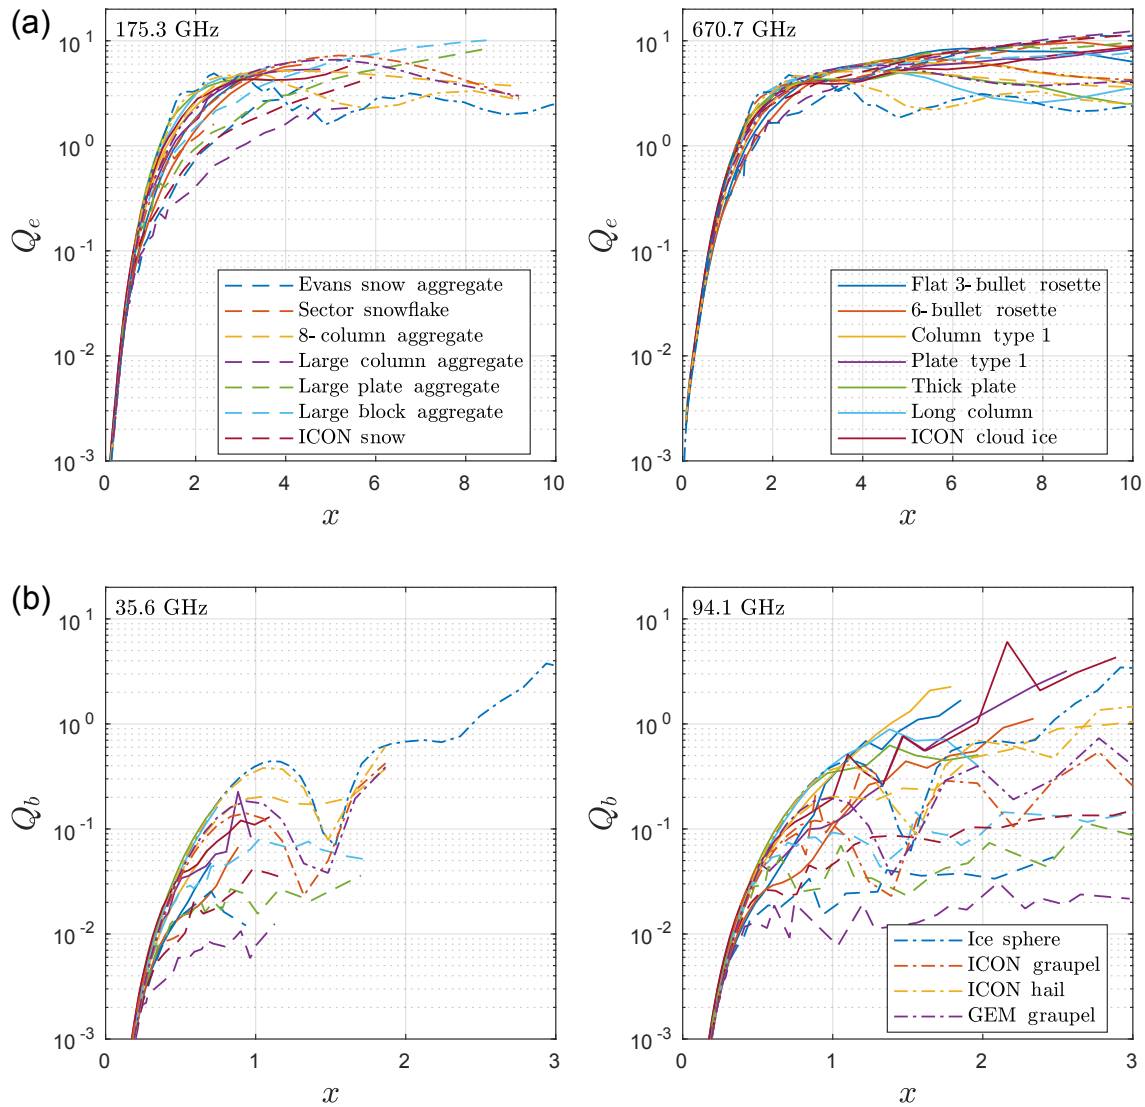 (a)
175.3 GHz
10^1
10^0
10^-1
10^-2
10^-3
Q_e
0 2 4 6 8 10
x
Evans snow aggregate
Sector snowflake
8-column aggregate
Large column aggregate
Large plate aggregate
Large block aggregate
ICON snow
670.7 GHz
10^1
10^0
10^-1
10^-2
10^-3
Q_e
0 2 4 6 8 10
x
Flat 3-bullet rosette
6-bullet rosette
Column type 1
Plate type 1
Thick plate
Long column
ICON cloud ice
(b)
35.6 GHz
10^1
10^0
10^-1
10^-2
10^-3
Q_b
0 1 2 3
x
94.1 GHz
10^1
10^0
10^-1
10^-2
10^-3
Q_b
0 1 2 3
x
Ice sphere
ICON graupel
ICON hail
GEM graupel